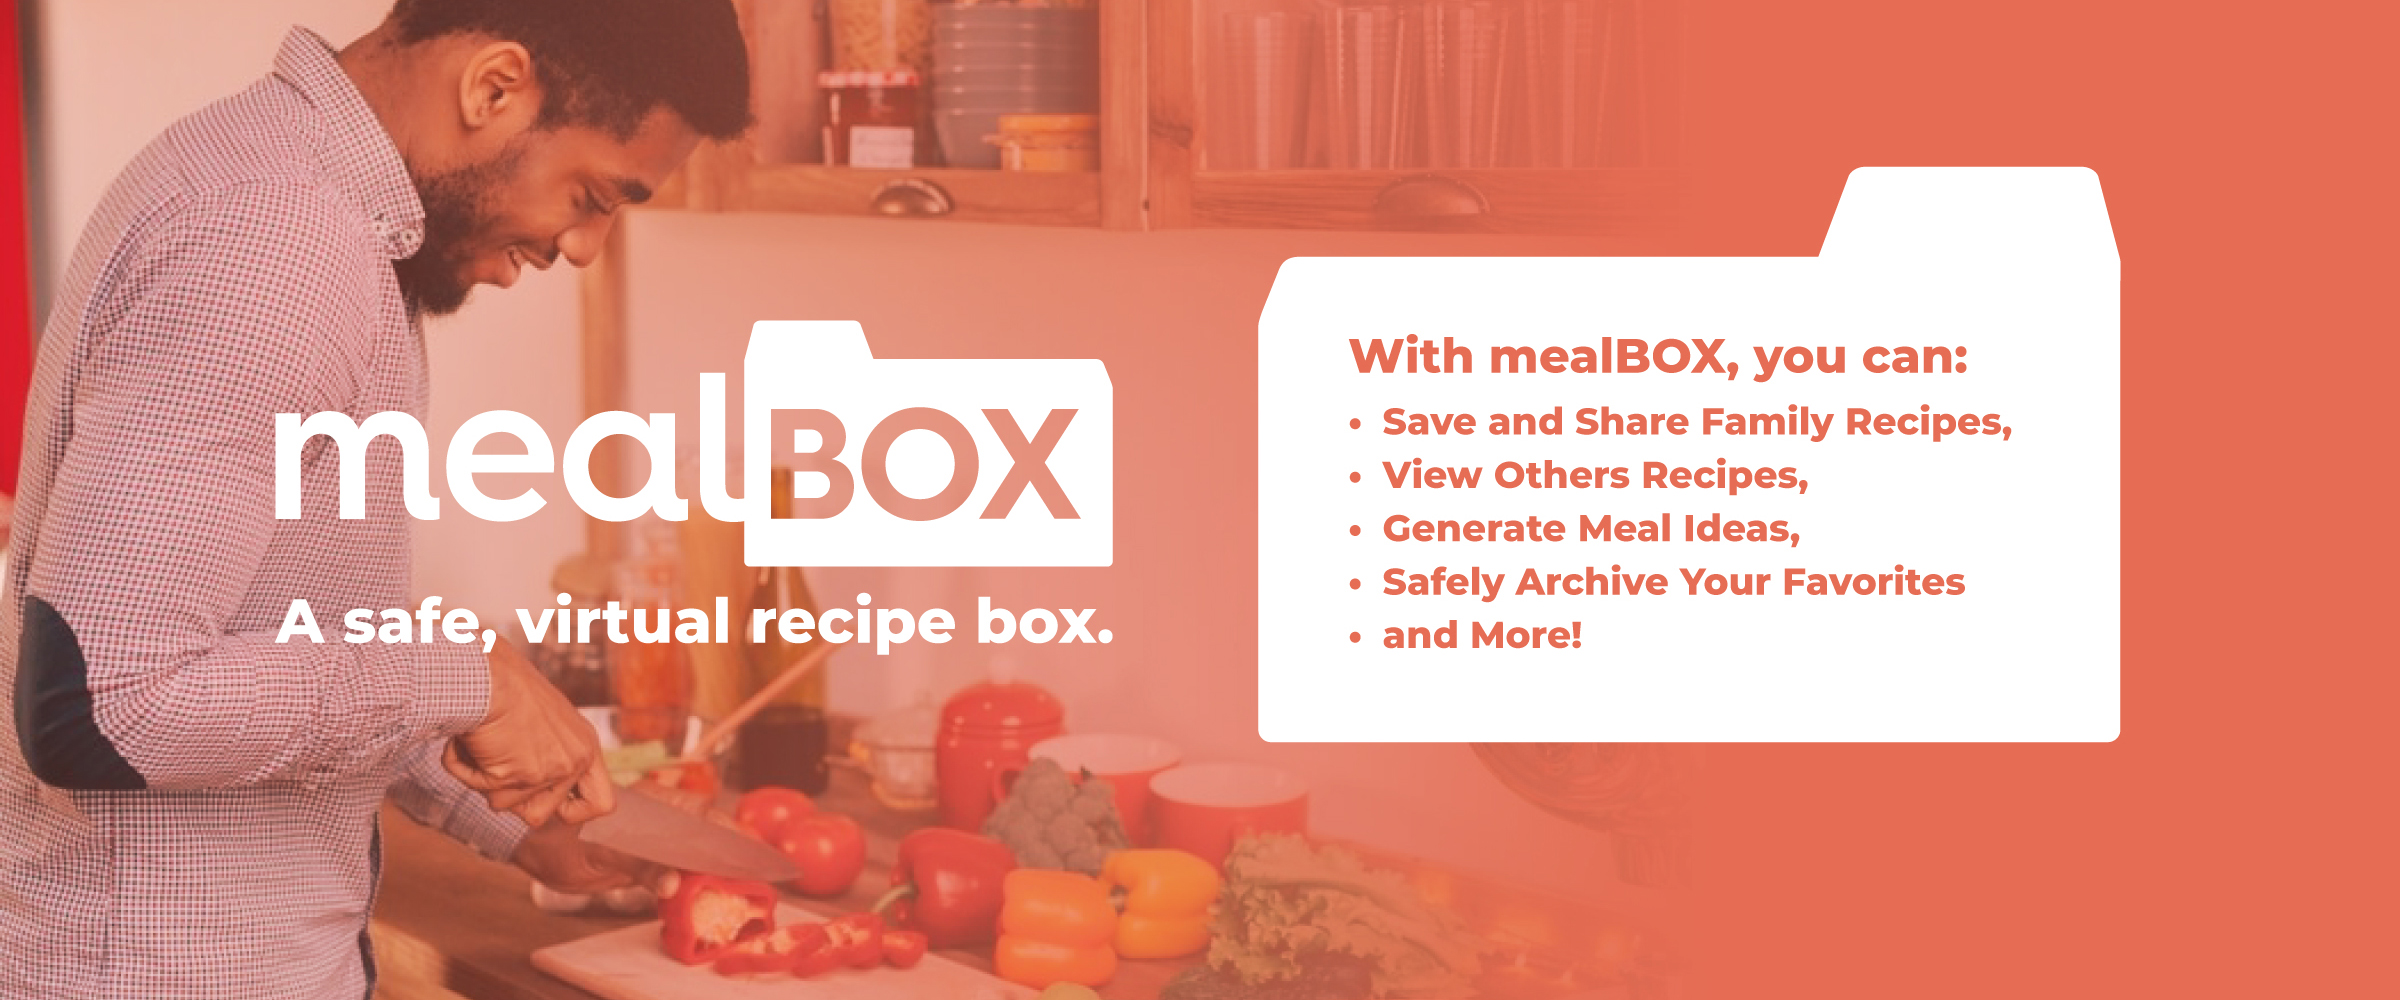 mealBOX
A safe, virtual recipe box.
With mealBOX, you can:
• Save and Share Family Recipes,
• View Others Recipes,
• Generate Meal Ideas,
• Safely Archive Your Favorites
• and More!